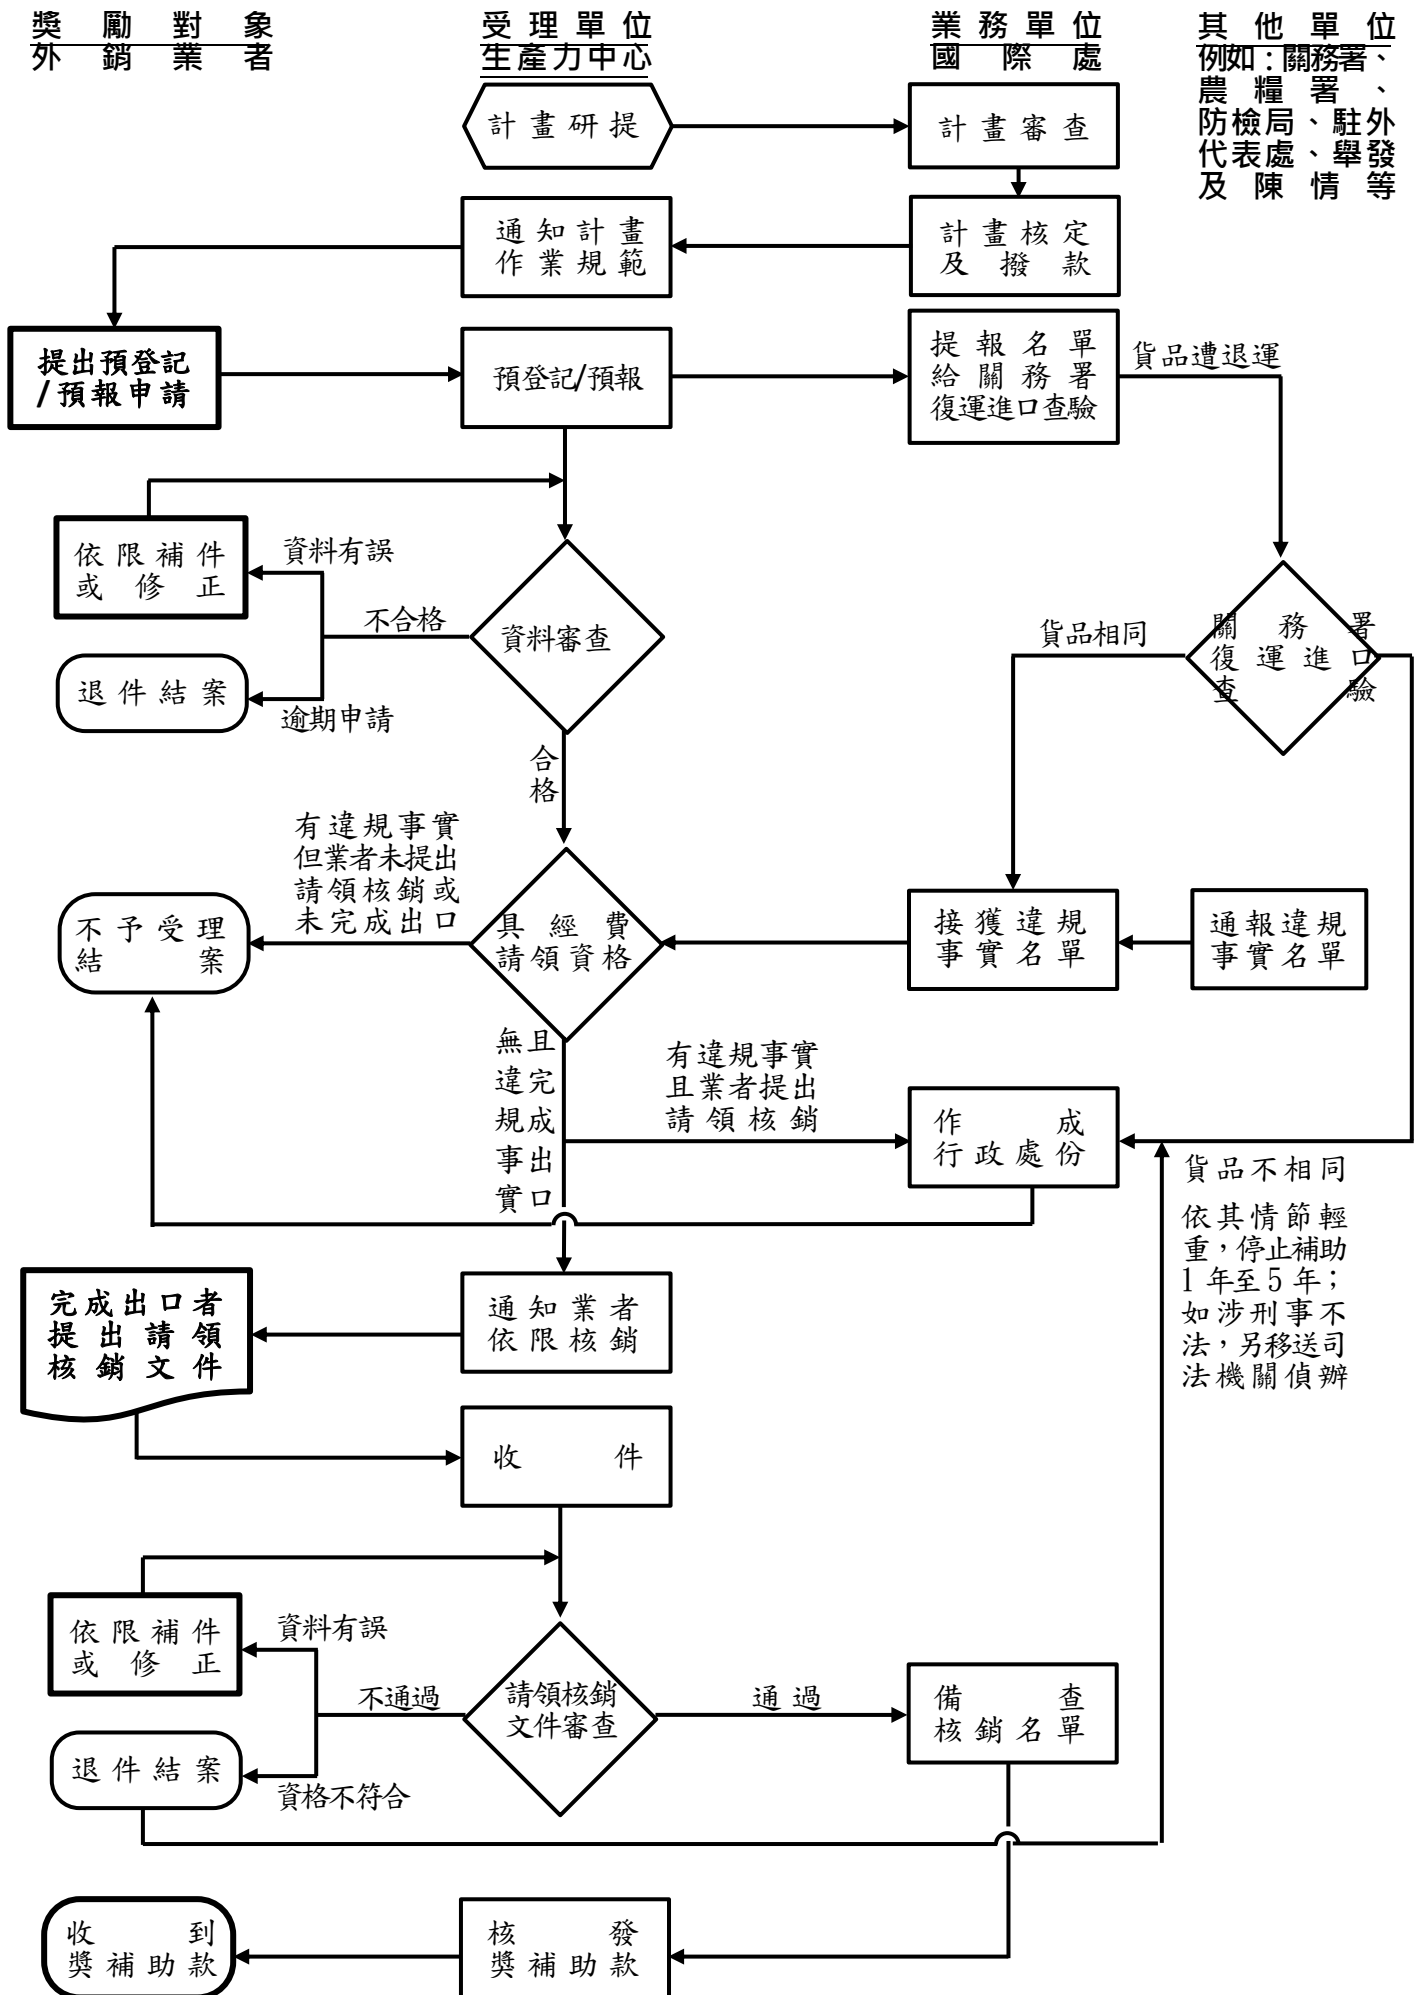 獎勵對象
外銷業者
受理單位
生產力中心
業務單位
國際處
其他單位
例如：關務署、
農糧署、
防檢局、駐外
代表處、舉發
及陳情等
計畫研提
計畫審查
通知計畫
作業規範
計畫核定
及撥款
提出預登記
/預報申請
預登記/預報
提報名單
給關務署
復運進口查驗
貨品遭退運
依限補件
或修正
資料有誤
不合格
資料審查
退件結案
逾期申請
合格
貨品相同
關務署
復運進口
查驗
有違規事實
但業者未提出
請領核銷或
未完成出口
不予受理
結案
具經費
請領資格
接獲違規
事實名單
通報違規
事實名單
無違規事實
且完成出口
有違規事實
且業者提出
請領核銷
作成
行政處份
貨品不相同
依其情節輕
重，停止補助
1年至5年；
如涉刑事不
法，另移送司
法機關偵辦
完成出口者
提出請領
核銷文件
通知業者
依限核銷
收件
依限補件
或修正
資料有誤
不通過
請領核銷
文件審查
通過
備查
核銷名單
退件結案
資格不符合
收到
獎補助款
核發
獎補助款